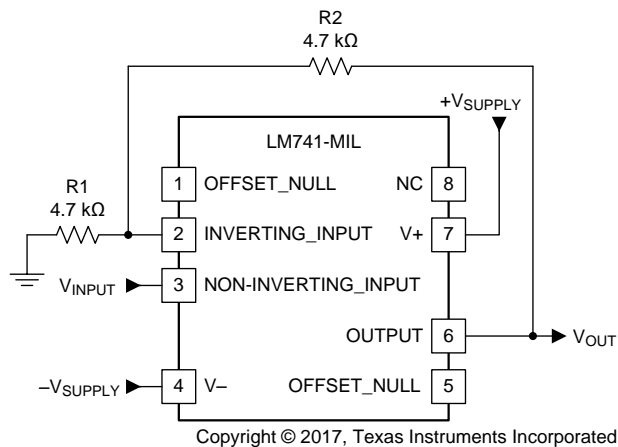 R2
4.7 kΩ
+VSUPPLY
LM741-MIL
1 OFFSET_NULL
NC 8
R1
4.7 kΩ
2 INVERTING_INPUT
V+ 7
VINPUT
3 NON-INVERTING_INPUT
OUTPUT 6
VOUT
–VSUPPLY
4 V–
OFFSET_NULL 5
Copyright © 2017, Texas Instruments Incorporated